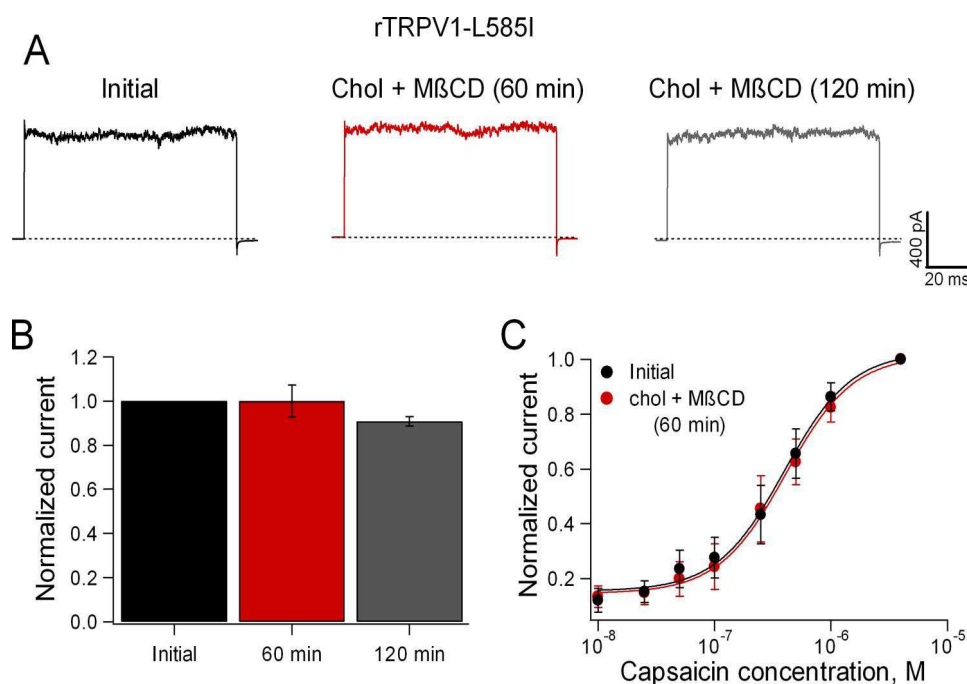 rTRPV1-L585I
A
Initial
Chol + MßCD (60 min)
Chol + MßCD (120 min)
400 pA
20 ms
B
Normalized current
1.2
1.0
0.8
0.6
0.4
0.2
0.0
Initial
60 min
120 min
C
Initial
chol + MßCD
(60 min)
Normalized current
1.0
0.8
0.6
0.4
0.2
10⁻⁸
10⁻⁷
10⁻⁶
10⁻⁵
Capsaicin concentration, M